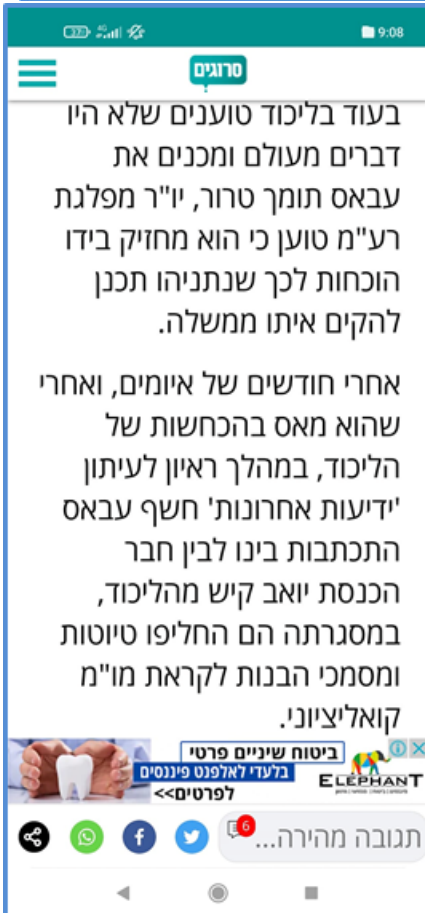 9:08
סרוגים
בעוד בליכוד טוענים שלא היו
דברים מעולם ומכנים את
עבאס תומך טרור, יו"ר מפלגת
רע"מ טוען כי הוא מחזיק בידו
הוכחות לכך שנתניהו תכנן
להקים איתו ממשלה.
אחרי חודשים של איומים, ואחרי
שהוא מאס בהכחשות של
הליכוד, במהלך ראיון לעיתון
'ידיעות אחרונות' חשף עבאס
התכתבות בינו לבין חבר
הכנסת יואב קיש מהליכוד,
במסגרתה הם החליפו טיוטות
ומסמכי הבנות לקראת מו"מ
קואליציוני.
ביטוח שיניים פרטי
בלעדי לאלפנט פיננסים
לפרטים>>
ELEPHANT
תגובה מהירה...
6